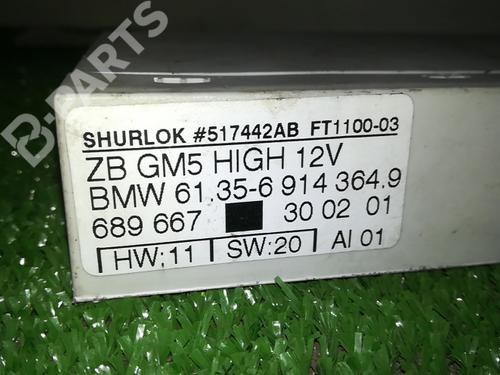 B-PARTS
SHURLOK #517442AB FT1100-03
ZB GM5 HIGH 12V
BMW 61.35-6 914 364.9
689 667 30 02 01
HW:11 SW:20 AI 01